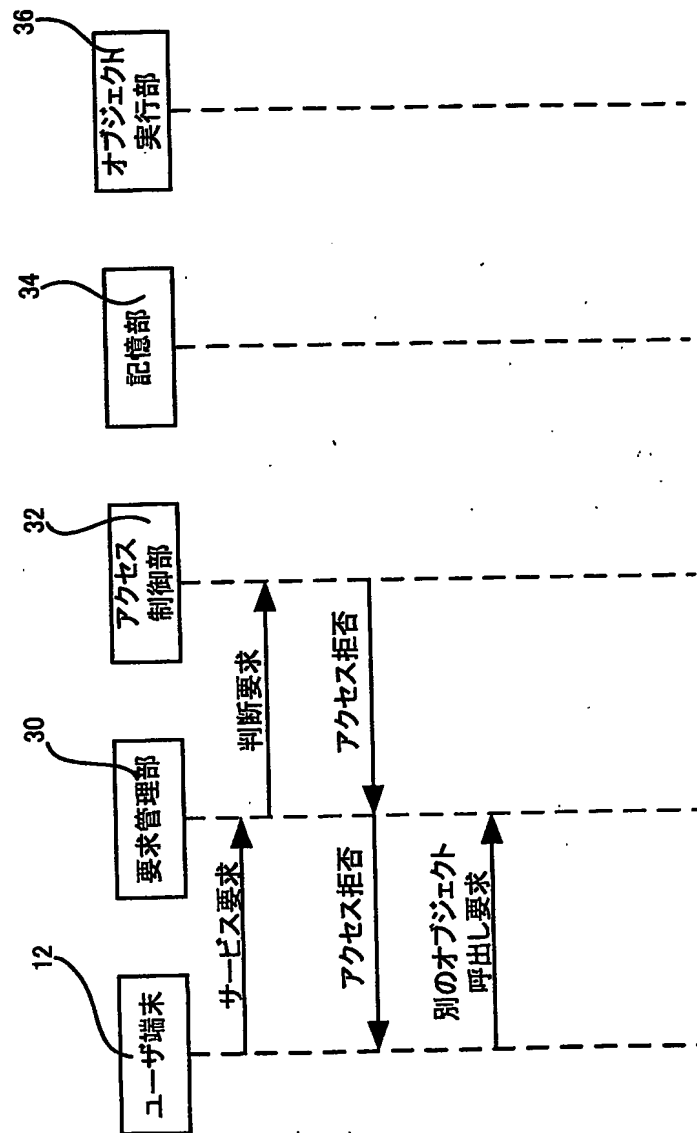 12
ユーザ端末
30
要求管理部
32
アクセス
制御部
34
記憶部
36
オブジェクト
実行部
サービス要求
判断要求
アクセス拒否
アクセス拒否
別のオブジェクト
呼出し要求